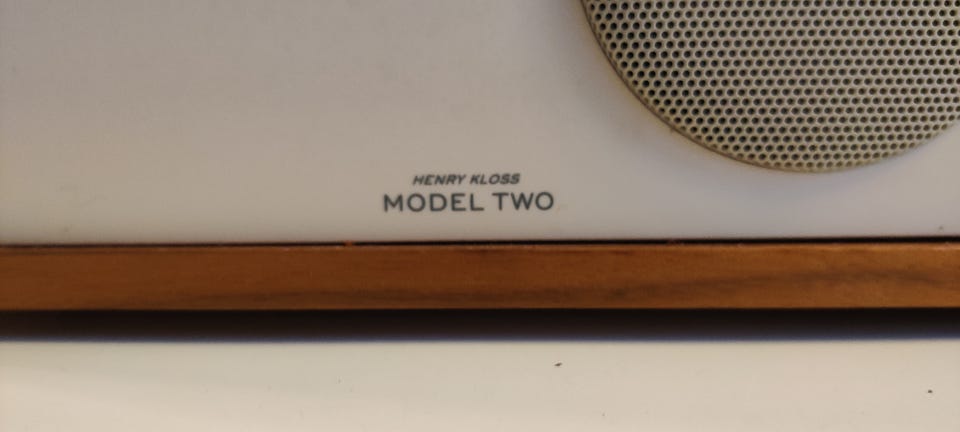 HENRY KLOSS
MODEL TWO